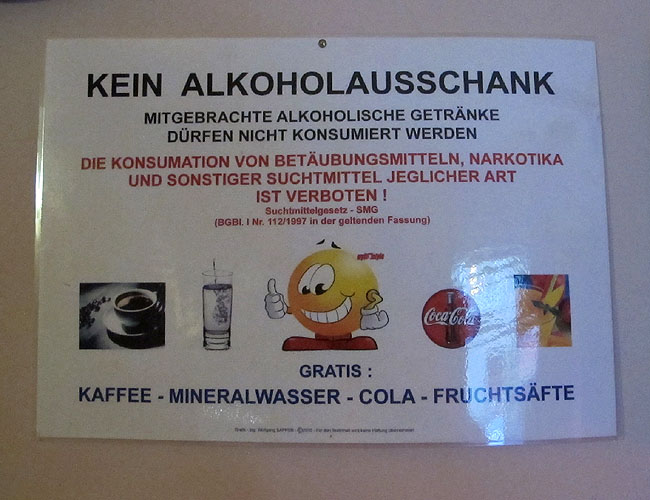 KEIN ALKOHOLAUSSCHANK
MITGEBRACHTE ALKOHOLISCHE GETRÄNKE
DÜRFEN NICHT KONSUMIERT WERDEN
DIE KONSUMATION VON BETÄUBUNGSMITTELN, NARKOTIKA
UND SONSTIGER SUCHTMITTEL JEGLICHER ART
IST VERBOTEN !
Suchtmittelgesetz - SMG
(BGBl. I Nr. 112/1997 in der geltenden Fassung)
Coca-Cola
GRATIS :
KAFFEE - MINERALWASSER - COLA - FRUCHTSÄFTE